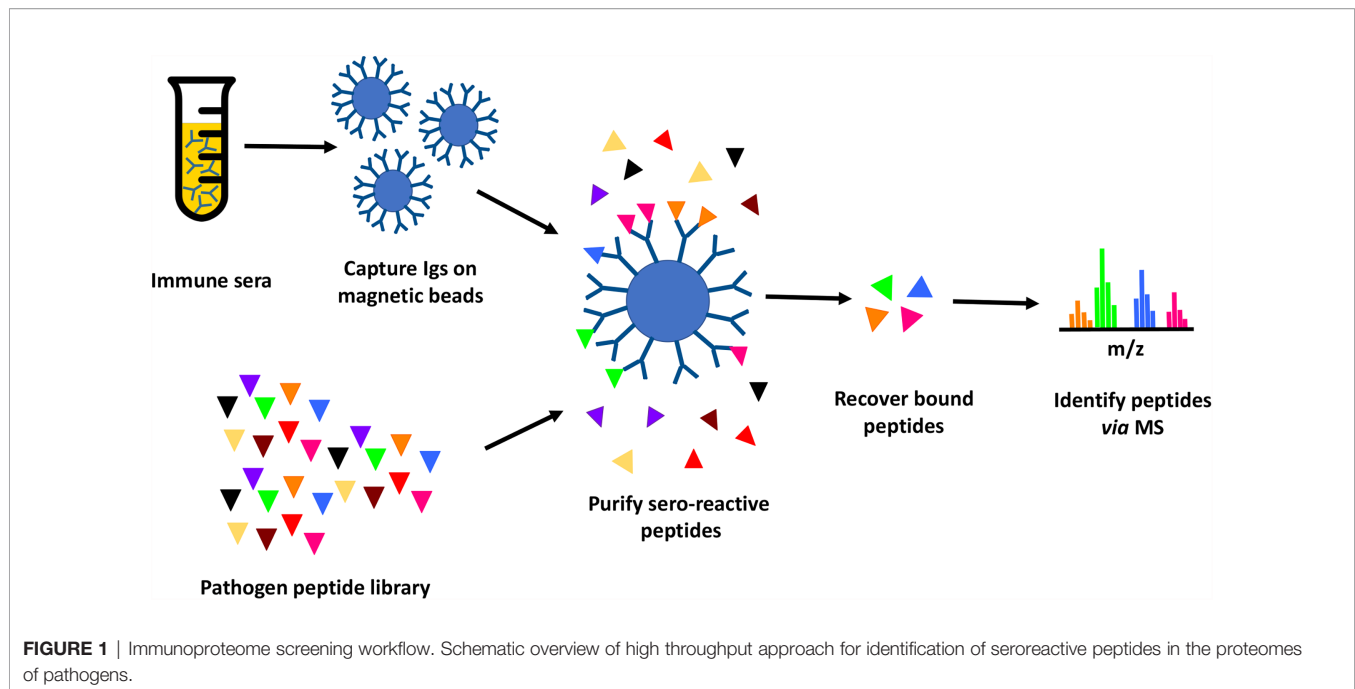 Immune sera
Capture Igs on
magnetic beads
Pathogen peptide library
Purify sero-reactive
peptides
Recover bound
peptides
m/z
Identify peptides
via MS
FIGURE 1 | Immunoproteome screening workflow. Schematic overview of high throughput approach for identification of seroreactive peptides in the proteomes
of pathogens.